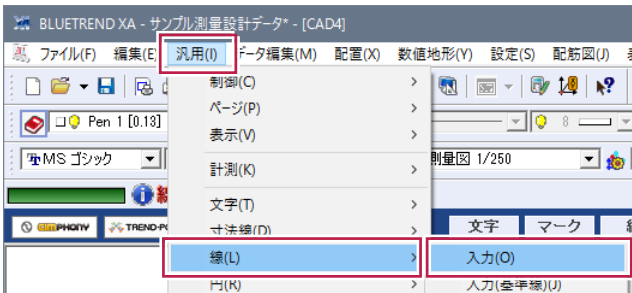 BLUETREND XA - サンプル測量設計データ* - [CAD4]
ファイル(F) 編集(E) 汎用(I) データ編集(M) 配置(X) 数値地形(Y) 設定(S) 配筋図(J)
制御(C)
ページ(P)
Pen 1 [0.13] 8
表示(V)
MS ゴシック 測量図 1/250
計測(K)
文字(T)
寸法線(D) 文字 マーク
PHONY TREND-PO
線(L) 入力(O)
円(R) 入力(基準線)(J)